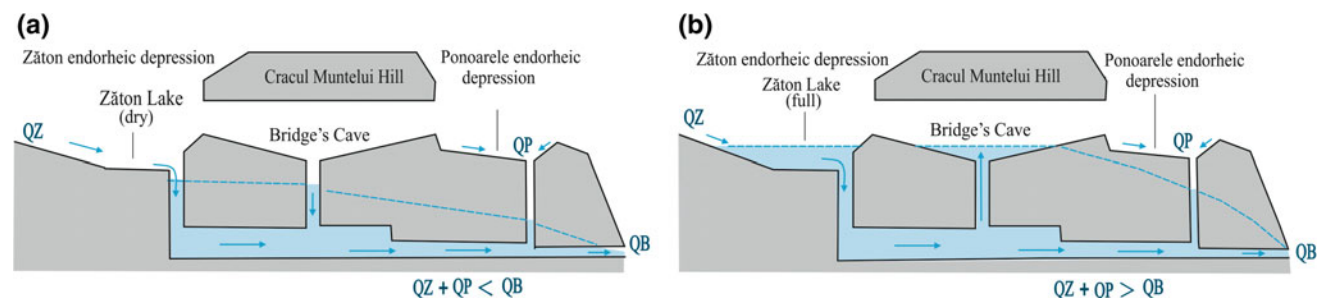 (a)
Zăton endorheic depression
Cracul Muntelui Hill
Ponoarele endorheic
depression
Zăton Lake
(dry)
QZ
Bridge's Cave
QP
QB
QZ + QP < QB
(b)
Zăton endorheic depression
Zăton Lake
(full)
Cracul Muntelui Hill
Ponoarele endorheic
depression
QZ
Bridge's Cave
QP
QB
QZ + QP > QB